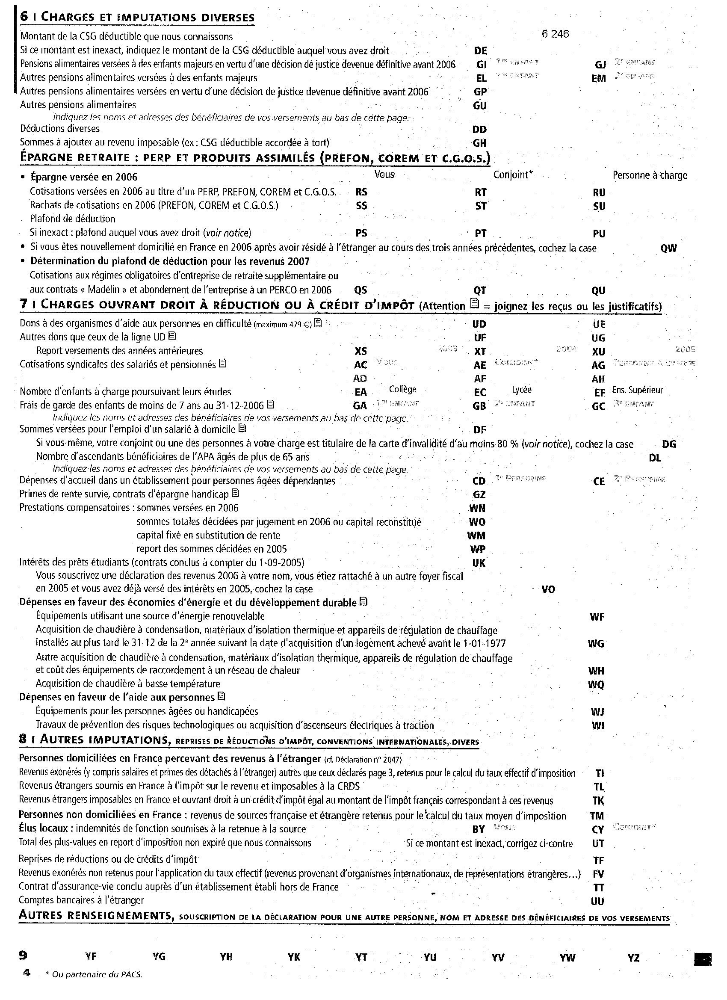 6 I CHARGES ET IMPUTATIONS DIVERSES
Montant de la CSG déductible que nous connaissons 6 246
Si ce montant est inexact, indiquez le montant de la CSG déductible auquel vous avez droit DE
Pensions alimentaires versées à des enfants majeurs en vertu d'une décision de justice devenue définitive avant 2006 GI 1er ENFANT GJ 2e ENFANT
Autres pensions alimentaires versées à des enfants majeurs EL 1er ENFANT EM 2e ENFANT
Autres pensions alimentaires versées en vertu d'une décision de justice devenue définitive avant 2006 GP
Autres pensions alimentaires GU
Indiquez les noms et adresses des bénéficiaires de vos versements au bas de cette page.
Déductions diverses DD
Sommes à ajouter au revenu imposable (ex : CSG déductible accordée à tort) GH
ÉPARGNE RETRAITE : PERP ET PRODUITS ASSIMILÉS (PREFON, COREM ET C.G.O.S.)
• Épargne versée en 2006 Vous Conjoint* Personne à charge
Cotisations versées en 2006 au titre d'un PERP, PREFON, COREM et C.G.O.S. RS RT RU
Rachats de cotisations en 2006 (PREFON, COREM et C.G.O.S.) SS ST SU
Plafond de déduction
Si inexact : plafond auquel vous avez droit (voir notice) PS PT PU
• Si vous êtes nouvellement domicilié en France en 2006 après avoir résidé à l'étranger au cours des trois années précédentes, cochez la case QW
• Détermination du plafond de déduction pour les revenus 2007
Cotisations aux régimes obligatoires d'entreprise de retraite supplémentaire ou
aux contrats « Madelin » et abondement de l'entreprise à un PERCO en 2006 QS QT QU
7 I CHARGES OUVRANT DROIT À RÉDUCTION OU À CRÉDIT D'IMPÔT (Attention = joignez les reçus ou les justificatifs)
Dons à des organismes d'aide aux personnes en difficulté (maximum 479 €) UD UE
Autres dons que ceux de la ligne UD UF UG
Report versements des années antérieures XS 2003 XT 2004 XU 2005
Cotisations syndicales des salariés et pensionnés AC VOUS AE CONJOINT* AG PERSONNE A CHARGE
AD AF AH
Nombre d'enfants à charge poursuivant leurs études EA Collège EC Lycée EF Ens. Supérieur
Frais de garde des enfants de moins de 7 ans au 31-12-2006 GA 1er ENFANT GB 2e ENFANT GC 3e ENFANT
Indiquez les noms et adresses des bénéficiaires de vos versements au bas de cette page.
Sommes versées pour l'emploi d'un salarié à domicile DF
Si vous-même, votre conjoint ou une des personnes à votre charge est titulaire de la carte d'invalidité d'au moins 80 % (voir notice), cochez la case DG
Nombre d'ascendants bénéficiaires de l'APA âgés de plus de 65 ans DL
Indiquez les noms et adresses des bénéficiaires de vos versements au bas de cette page.
Dépenses d'accueil dans un établissement pour personnes âgées dépendantes CD 1e PERSONNE CE 2e PERSONNE
Primes de rente survie, contrats d'épargne handicap GZ
Prestations compensatoires : sommes versées en 2006 WN
sommes totales décidées par jugement en 2006 ou capital reconstitué WO
capital fixé en substitution de rente WM
report des sommes décidées en 2005 WP
Intérêts des prêts étudiants (contrats conclus à compter du 1-09-2005) UK
Vous souscrivez une déclaration des revenus 2006 à votre nom, vous étiez rattaché à un autre foyer fiscal
en 2005 et vous avez déjà versé des intérêts en 2005, cochez la case VO
Dépenses en faveur des économies d'énergie et du développement durable
Équipements utilisant une source d'énergie renouvelable WF
Acquisition de chaudière à condensation, matériaux d'isolation thermique et appareils de régulation de chauffage
installés au plus tard le 31-12 de la 2e année suivant la date d'acquisition d'un logement achevé avant le 1-01-1977 WG
Autre acquisition de chaudière à condensation, matériaux d'isolation thermique, appareils de régulation de chauffage
et coût des équipements de raccordement à un réseau de chaleur WH
Acquisition de chaudière à basse température WQ
Dépenses en faveur de l'aide aux personnes
Équipements pour les personnes âgées ou handicapées WJ
Travaux de prévention des risques technologiques ou acquisition d'ascenseurs électriques à traction WI
8 I AUTRES IMPUTATIONS, REPRISES DE RÉDUCTIONS D'IMPÔT, CONVENTIONS INTERNATIONALES, DIVERS
Personnes domiciliées en France percevant des revenus à l'étranger (cf. Déclaration n° 2047)
Revenus exonérés (y compris salaires et primes des détachés à l'étranger) autres que ceux déclarés page 3, retenus pour le calcul du taux effectif d'imposition TI
Revenus étrangers soumis en France à l'impôt sur le revenu et imposables à la CRDS TL
Revenus étrangers imposables en France et ouvrant droit à un crédit d'impôt égal au montant de l'impôt français correspondant à ces revenus TK
Personnes non domiciliées en France : revenus de sources française et étrangère retenus pour le calcul du taux moyen d'imposition TM
Élus locaux : indemnités de fonction soumises à la retenue à la source BY VOUS CY CONJOINT*
Total des plus-values en report d'imposition non expiré que nous connaissons Si ce montant est inexact, corrigez ci-contre UT
Reprises de réductions ou de crédits d'impôt TF
Revenus exonérés non retenus pour l'application du taux effectif (revenus provenant d'organismes internationaux, de représentations étrangères...) FV
Contrat d'assurance-vie conclu auprès d'un établissement établi hors de France TT
Comptes bancaires à l'étranger UU
AUTRES RENSEIGNEMENTS, SOUSCRIPTION DE LA DÉCLARATION POUR UNE AUTRE PERSONNE, NOM ET ADRESSE DES BÉNÉFICIAIRES DE VOS VERSEMENTS
9 YF YG YH YK YT YU YV YW YZ
4 * Ou partenaire du PACS.